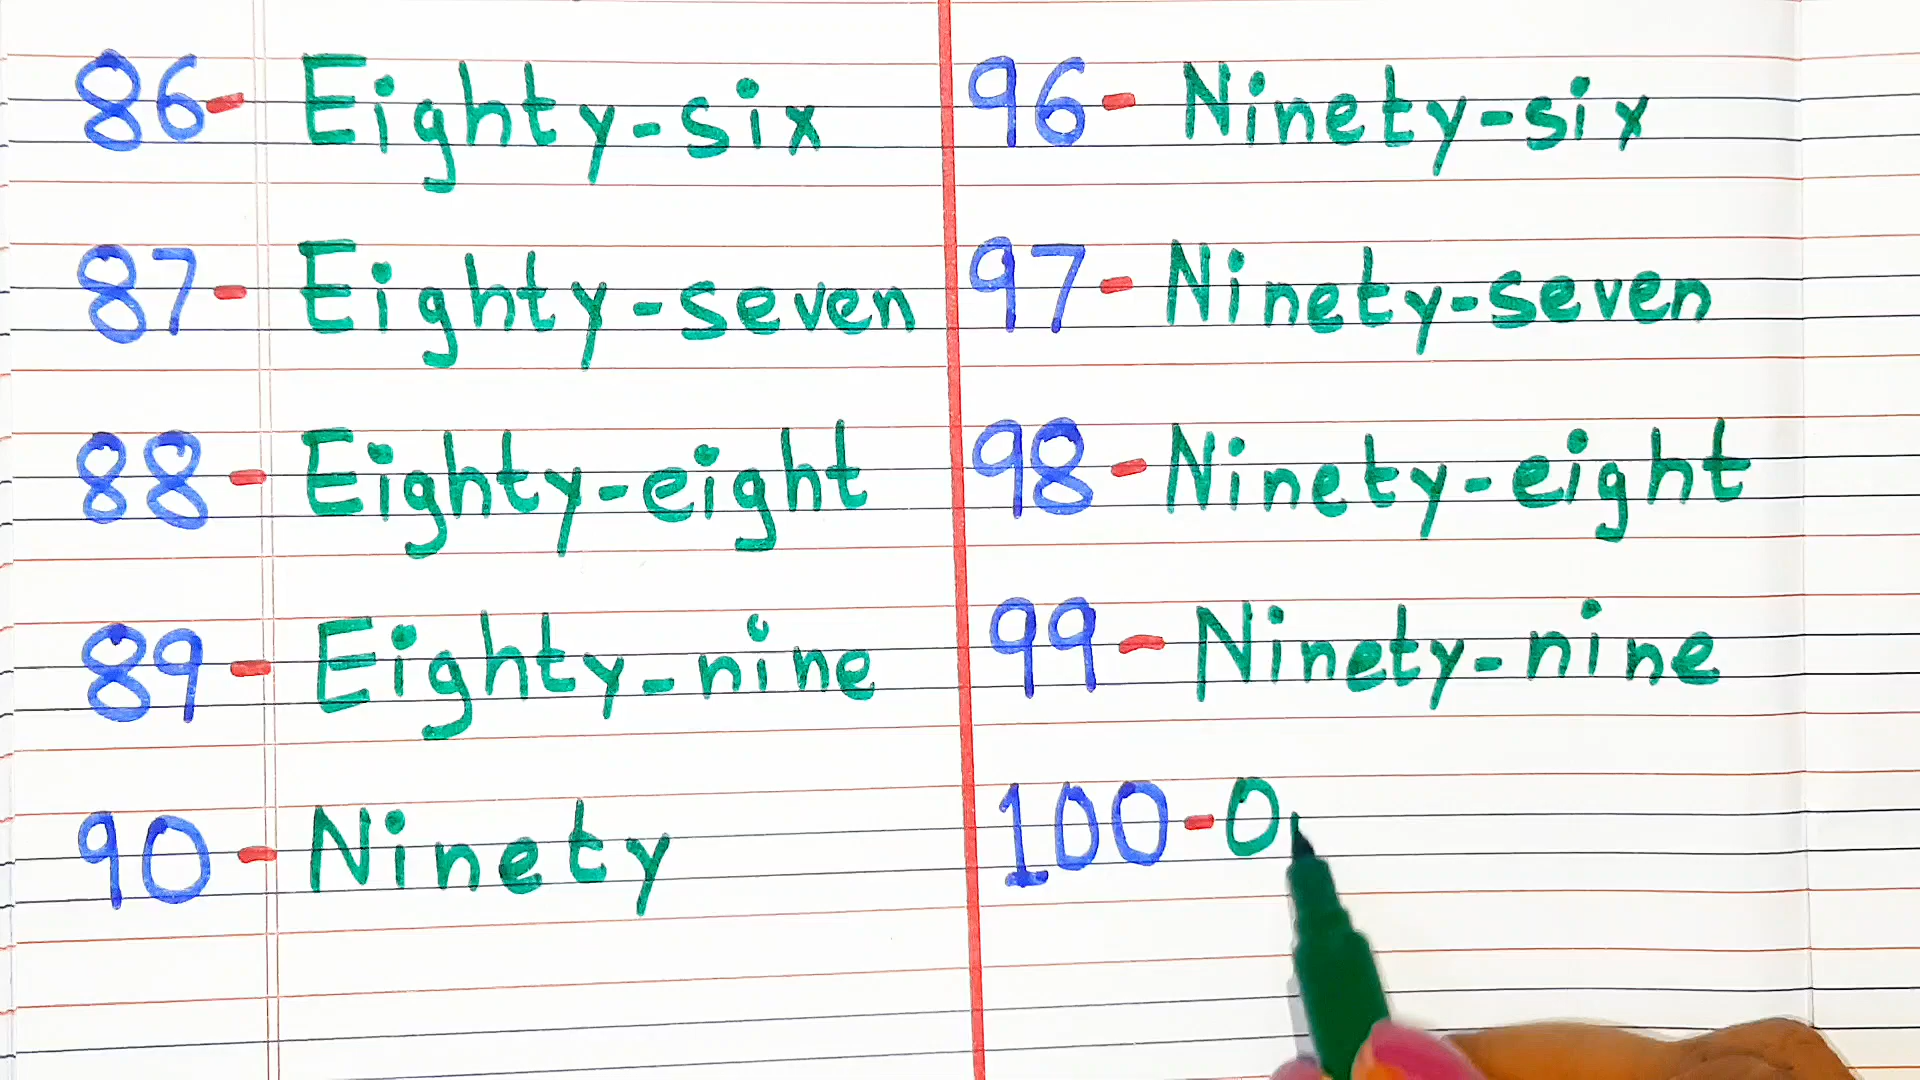 86- Eighty-six
87- Eighty-seven
88- Eighty-eight
89- Eighty-nine
90- Ninety
96- Ninety-six
97- Ninety-seven
98- Ninety-eight
99- Ninety-nine
100-O